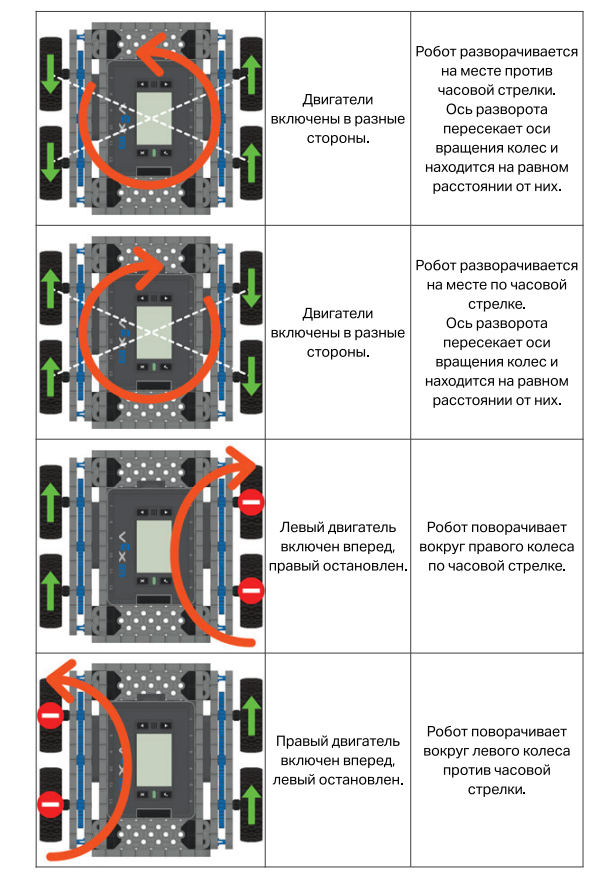 Двигатели
включены в разные
стороны.
Робот разворачивается
на месте против
часовой стрелки.
Ось разворота
пересекает оси
вращения колес и
находится на равном
расстоянии от них.
Двигатели
включены в разные
стороны.
Робот разворачивается
на месте по часовой
стрелке.
Ось разворота
пересекает оси
вращения колес и
находится на равном
расстоянии от них.
Левый двигатель
включен вперед,
правый остановлен.
Робот поворачивает
вокруг правого колеса
по часовой стрелке.
Правый двигатель
включен вперед,
левый остановлен.
Робот поворачивает
вокруг левого колеса
против часовой
стрелки.